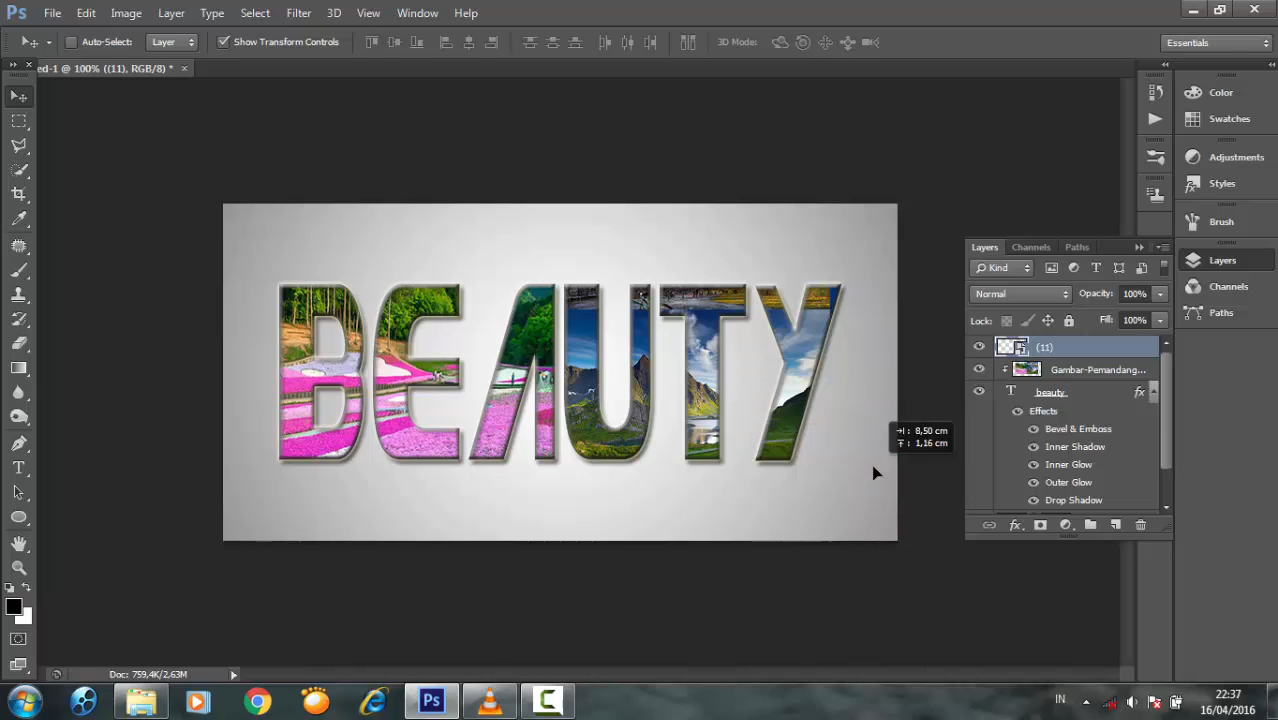 Ps File Edit Image Layer Type Select Filter 3D View Window Help
Auto-Select: Layer Show Transform Controls 3D Mode: Essentials
ed-1 @ 100% ((11), RGB/8) *
Color
Swatches
Adjustments
Styles
Brush
Layers
Channels
Paths
Layers Channels Paths
Kind
Normal Opacity: 100%
Lock: Fill: 100%
(11)
Gambar-Pemandang...
T beauty fx
Effects
Bevel & Emboss
Inner Shadow
Inner Glow
Outer Glow
Drop Shadow
BEAUTY
: 8,50 cm
: 1,16 cm
Doc: 759,4K/2,63M
Ps
IN
22:37
16/04/2016